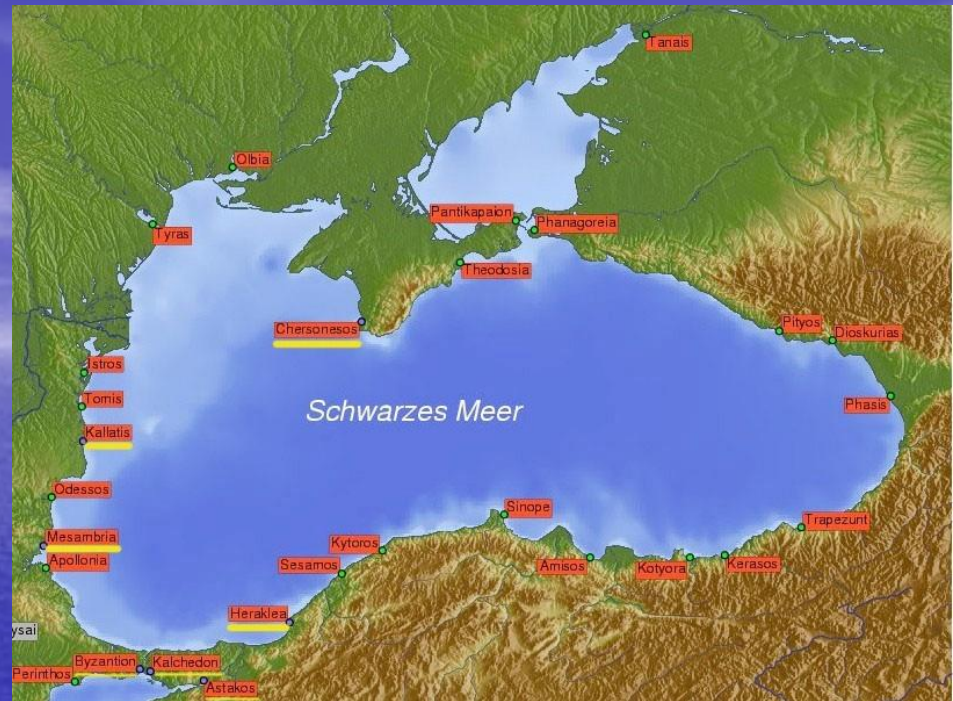 Tanais
Olbia
Pantikapaion
Phanagoreia
Tyras
Theodosia
Chersonesos
Pityos
Dioskurias
Istros
Tomis
Phasis
Schwarzes Meer
Kallatis
Odessos
Sinope
Trapezunt
Mesambria
Kytoros
Apollonia
Sesamos
Amisos
Kotyora
Kerasos
Heraklea
ysai
Byzantion
Kalchedon
Perinthos
Astakos